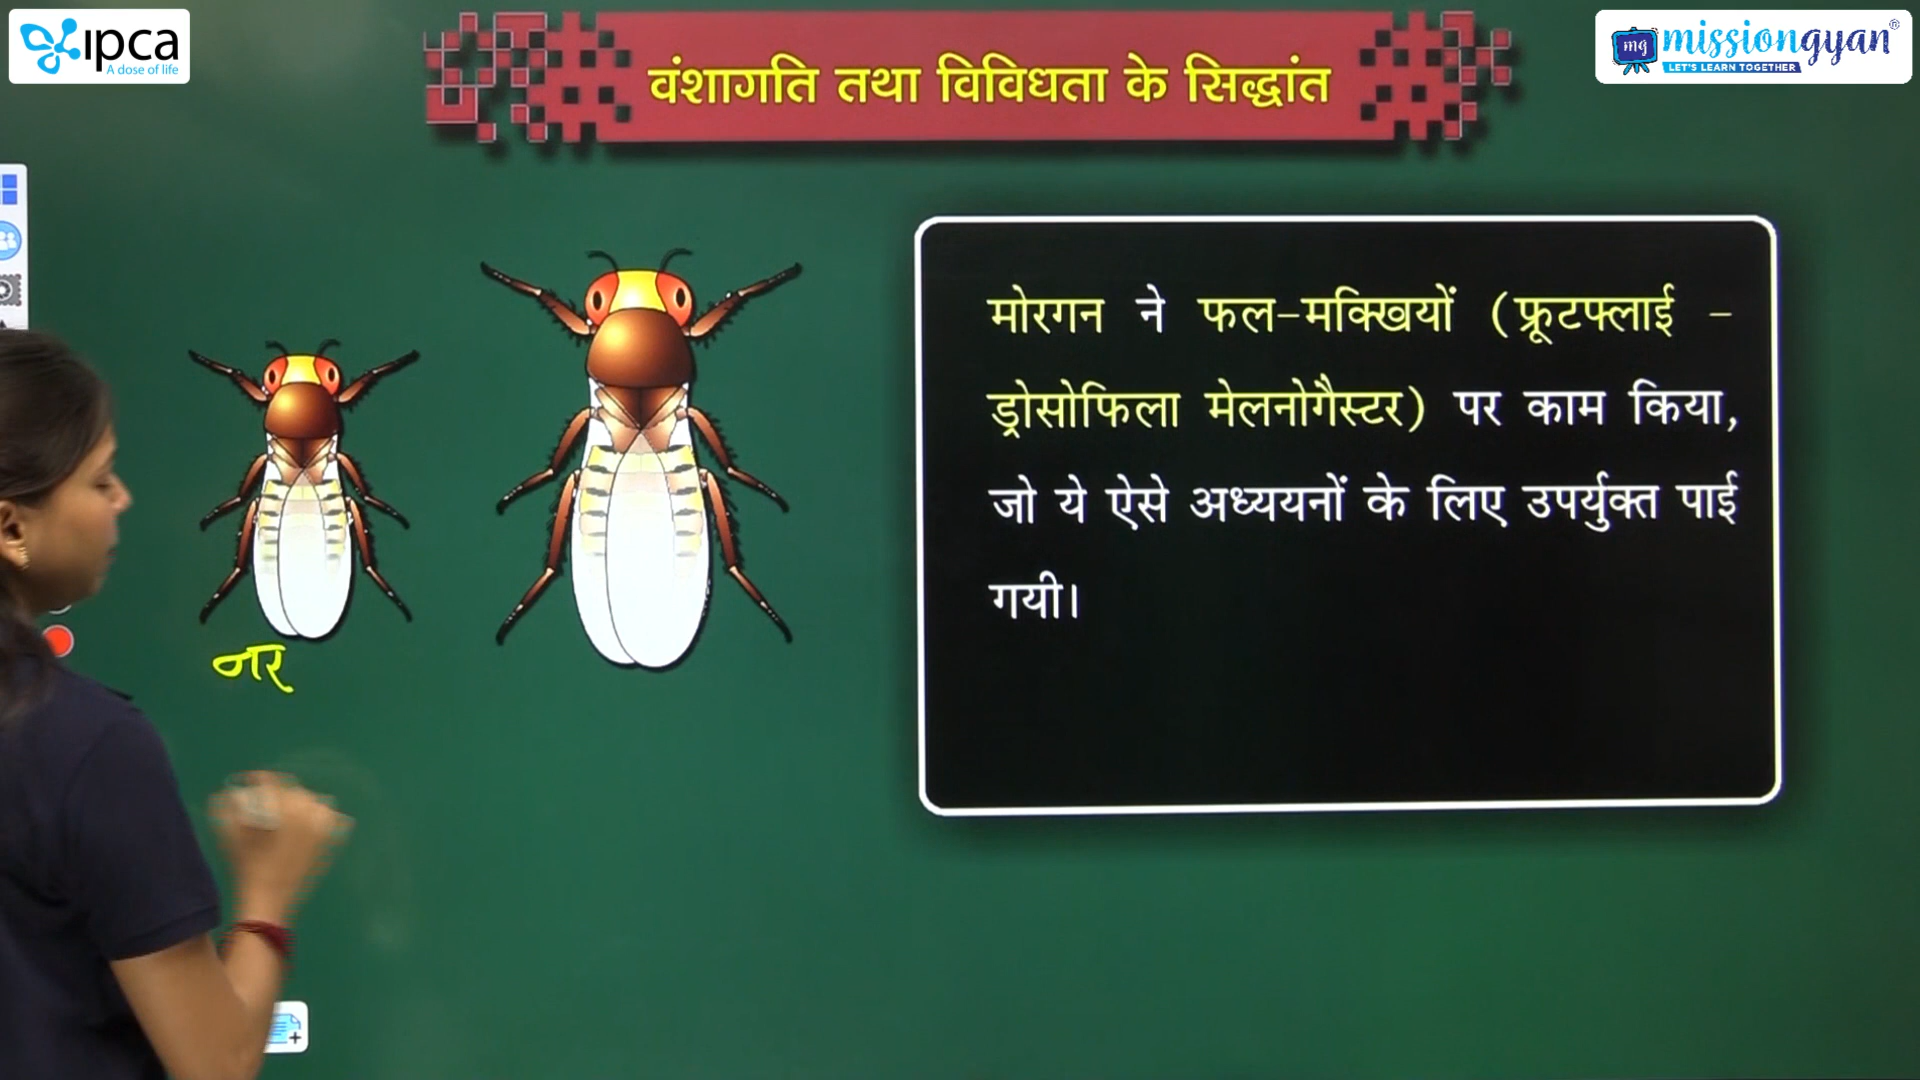 ipca
A dose of life
वंशागति तथा विविधता के सिद्धांत
mg missiongyan®
LET'S LEARN TOGETHER
मोरगन ने फल-मक्खियों (फ्रूटफ्लाई -
ड्रोसोफिला मेलनोगैस्टर) पर काम किया,
जो ये ऐसे अध्ययनों के लिए उपर्युक्त पाई
गयी।
नर